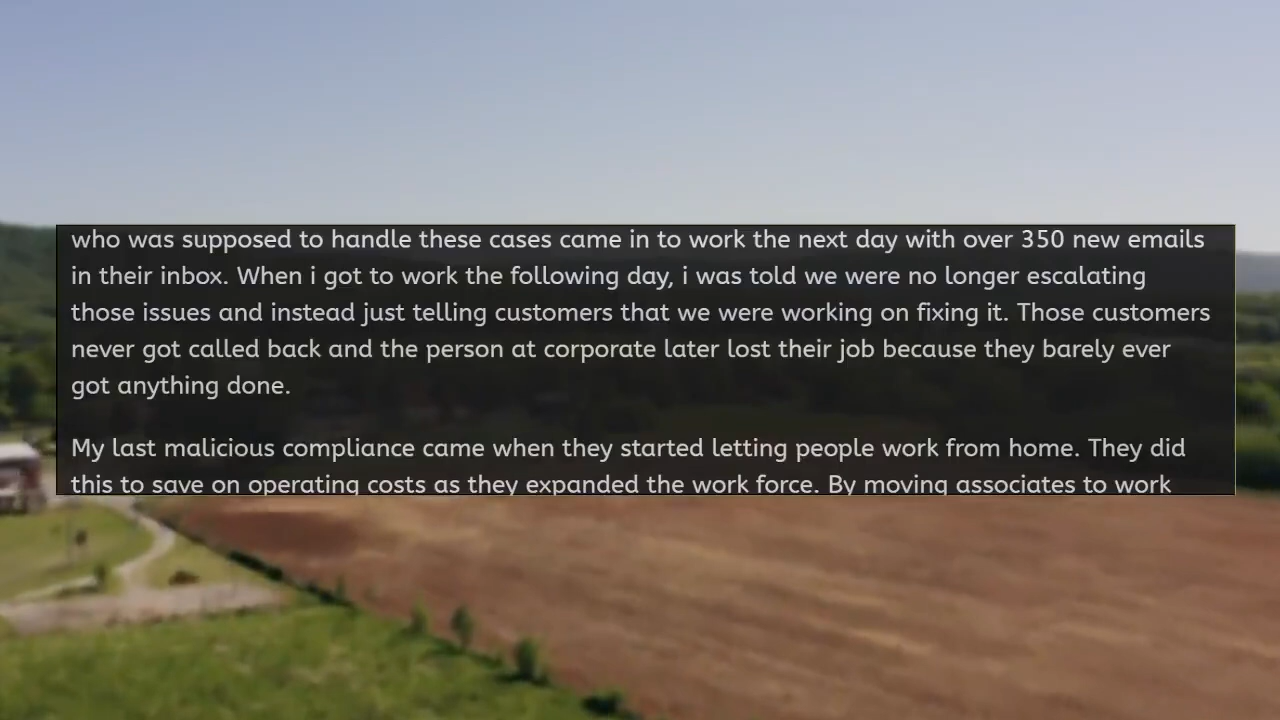 who was supposed to handle these cases came in to work the next day with over 350 new emails
in their inbox. When i got to work the following day, i was told we were no longer escalating
those issues and instead just telling customers that we were working on fixing it. Those customers
never got called back and the person at corporate later lost their job because they barely ever
got anything done.
My last malicious compliance came when they started letting people work from home. They did
this to save on operating costs as they expanded the work force. By moving associates to work